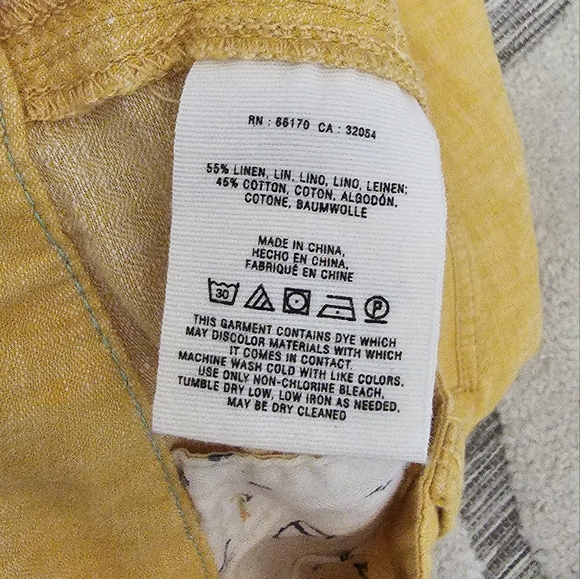 RN : 66170 CA : 32054
55% LINEN, LIN, LINO, LINO, LEINEN;
45% COTTON, COTON, ALGODÓN,
COTONE, BAUMWOLLE
MADE IN CHINA,
HECHO EN CHINA,
FABRIQUÉ EN CHINE
30 P
THIS GARMENT CONTAINS DYE WHICH
MAY DISCOLOR MATERIALS WITH WHICH
IT COMES IN CONTACT.
MACHINE WASH COLD WITH LIKE COLORS.
USE ONLY NON-CHLORINE BLEACH,
TUMBLE DRY LOW, LOW IRON AS NEEDED.
MAY BE DRY CLEANED